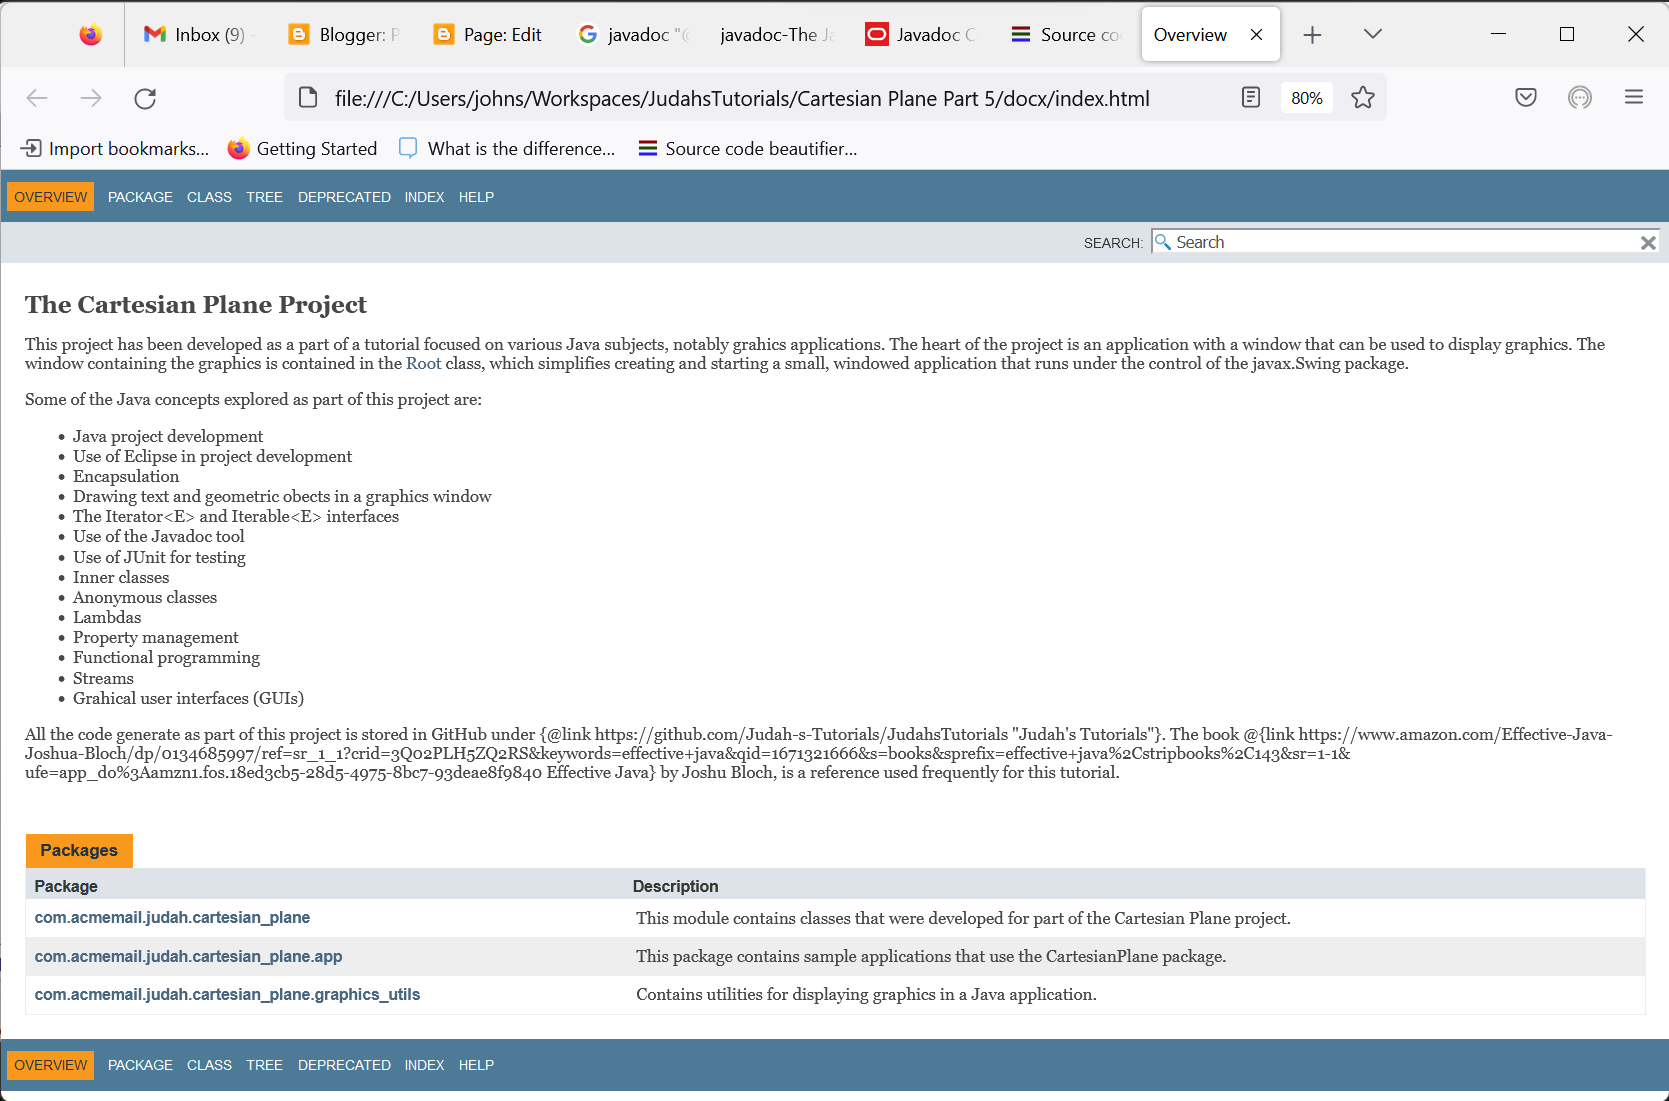 Inbox (9)
Blogger: P
Page: Edit
javadoc "@
javadoc-The Ja
Javadoc C
Source co
Overview
file:///C:/Users/johns/Workspaces/JudahsTutorials/Cartesian Plane Part 5/docx/index.html
80%
Import bookmarks...
Getting Started
What is the difference...
Source code beautifier...
OVERVIEW PACKAGE CLASS TREE DEPRECATED INDEX HELP
SEARCH: Search
The Cartesian Plane Project
This project has been developed as a part of a tutorial focused on various Java subjects, notably grahics applications. The heart of the project is an application with a window that can be used to display graphics. The
window containing the graphics is contained in the Root class, which simplifies creating and starting a small, windowed application that runs under the control of the javax.Swing package.
Some of the Java concepts explored as part of this project are:
• Java project development
• Use of Eclipse in project development
• Encapsulation
• Drawing text and geometric obects in a graphics window
• The Iterator<E> and Iterable<E> interfaces
• Use of the Javadoc tool
• Use of JUnit for testing
• Inner classes
• Anonymous classes
• Lambdas
• Property management
• Functional programming
• Streams
• Grahical user interfaces (GUIs)
All the code generate as part of this project is stored in GitHub under {@link https://github.com/Judah-s-Tutorials/JudahsTutorials "Judah's Tutorials"}. The book @{link https://www.amazon.com/Effective-Java-
Joshua-Bloch/dp/0134685997/ref=sr_1_1?crid=3Q02PLH5ZQ2RS&keywords=effective+java&qid=1671321666&s=books&sprefix=effective+java%2Cstripbooks%2C143&sr=1-1&
ufe=app_do%3Aamzn1.fos.18ed3cb5-28d5-4975-8bc7-93deae8f9840 Effective Java} by Joshu Bloch, is a reference used frequently for this tutorial.
Packages
Package Description
com.acmemail.judah.cartesian_plane This module contains classes that were developed for part of the Cartesian Plane project.
com.acmemail.judah.cartesian_plane.app This package contains sample applications that use the CartesianPlane package.
com.acmemail.judah.cartesian_plane.graphics_utils Contains utilities for displaying graphics in a Java application.
OVERVIEW PACKAGE CLASS TREE DEPRECATED INDEX HELP